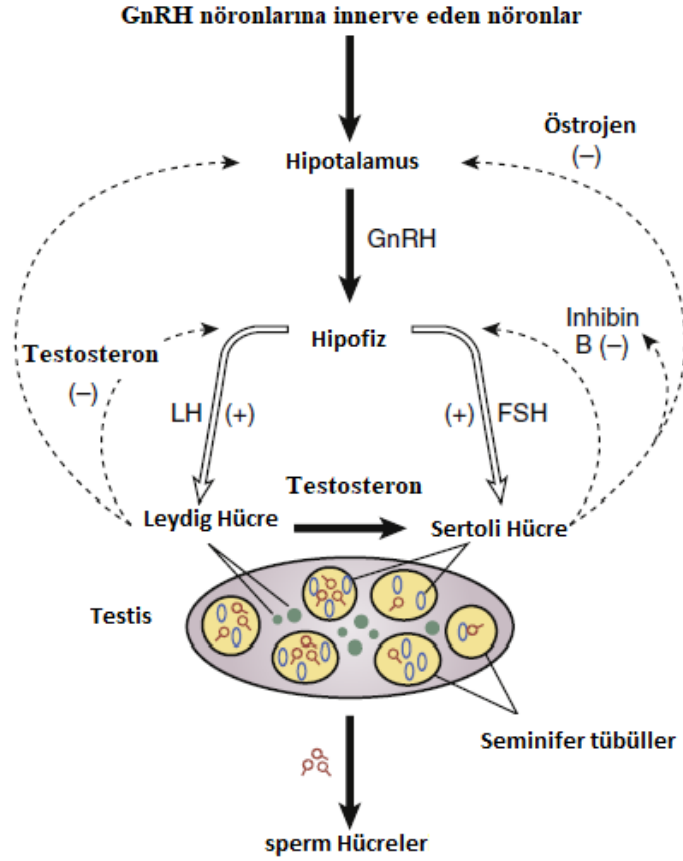 GnRH nöronlarına innerve eden nöronlar
Östrojen
(–)
Hipotalamus
GnRH
Inhibin
B (–)
Hipofiz
Testosteron
(–)
LH (+)
(+) FSH
Testosteron
Leydig Hücre
Sertoli Hücre
Testis
Seminifer tübüller
sperm Hücreler